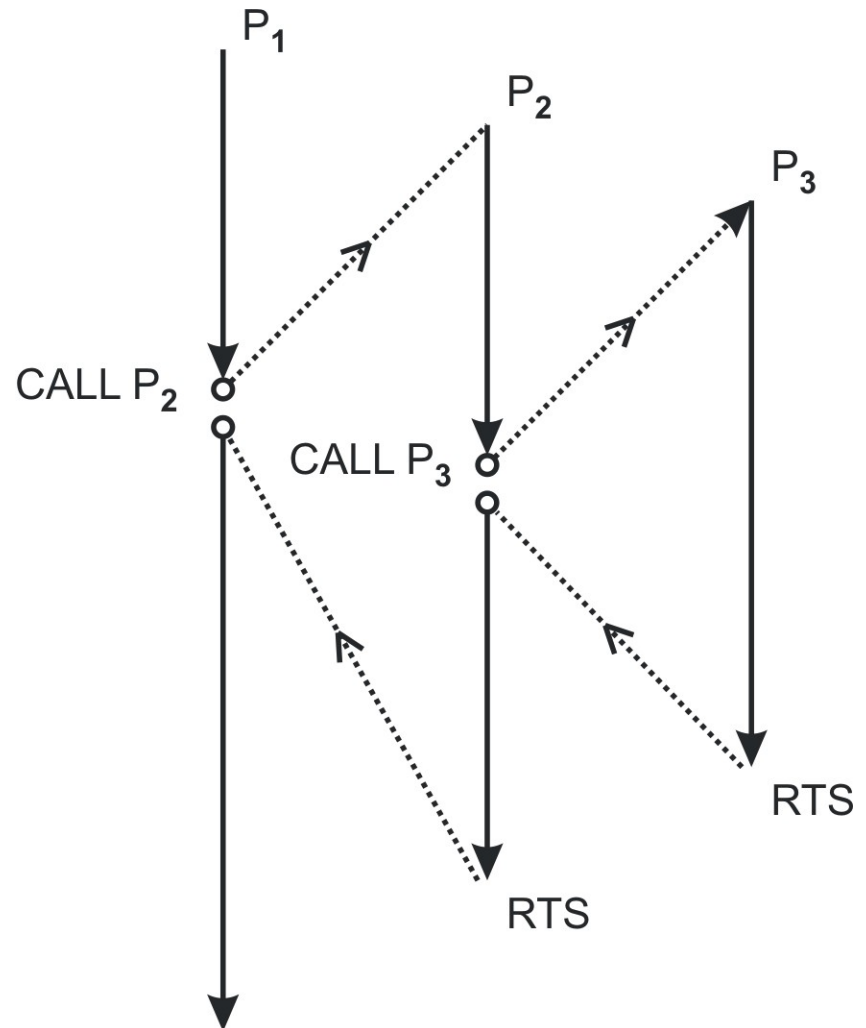 P₁
P₂
P₃
CALL P₂
CALL P₃
RTS
RTS